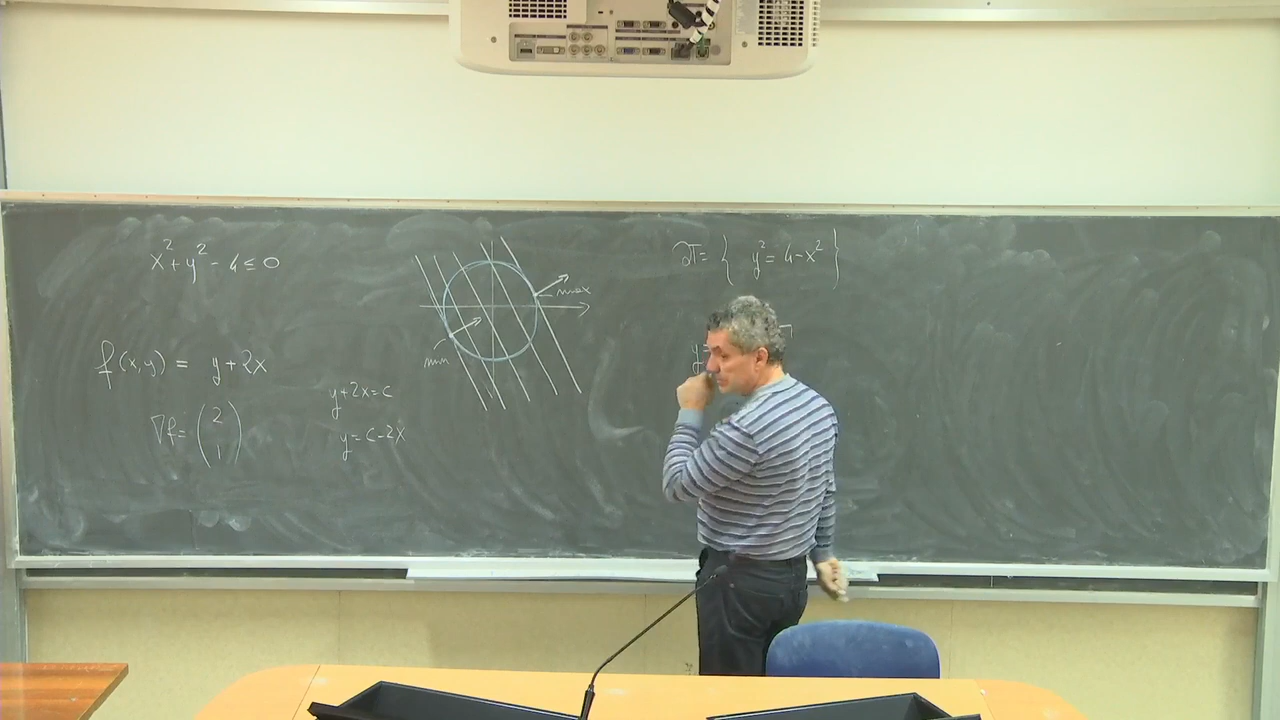 x² + y² - 4 ≤ 0
f(x,y) = y + 2x
∇f = (2 1)
y + 2x = c
y = c - 2x
max
min
y² = 4 - x²
y =